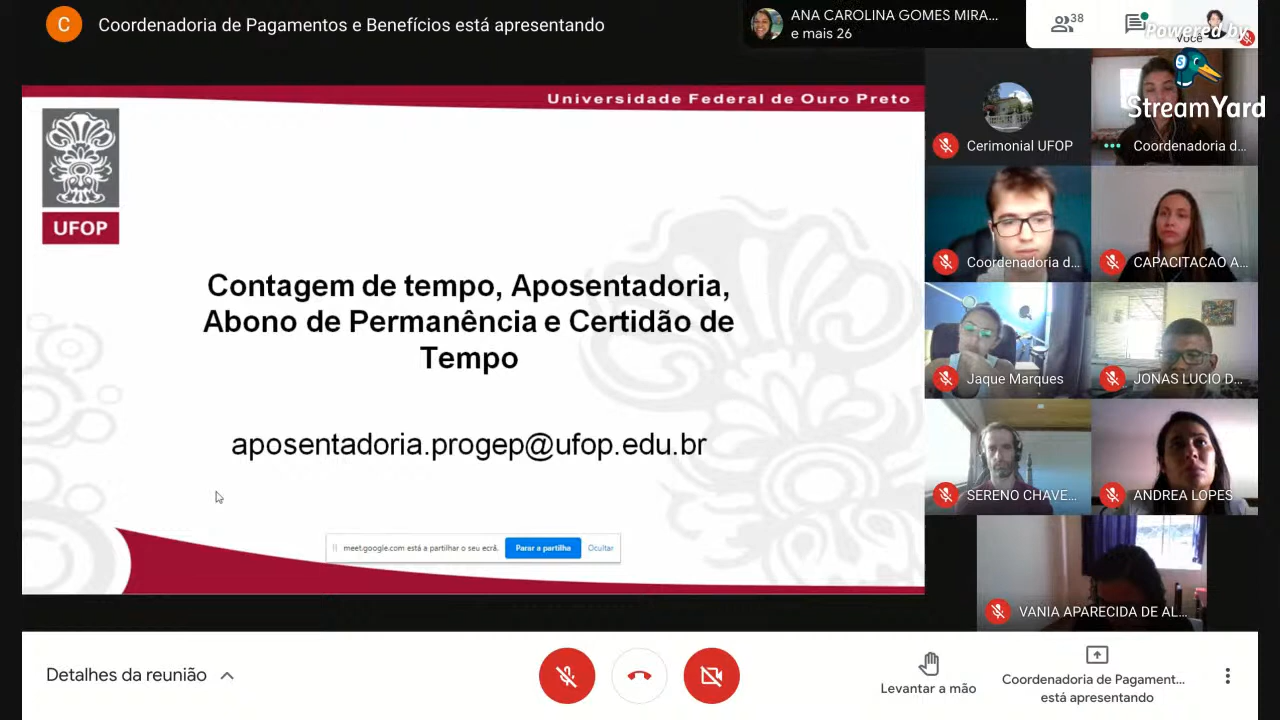 C
Coordenadoria de Pagamentos e Benefícios está apresentando
ANA CAROLINA GOMES MIRA...
e mais 26
38
Você
Powered by
StreamYard
Universidade Federal de Ouro Preto
UFOP
Contagem de tempo, Aposentadoria,
Abono de Permanência e Certidão de
Tempo
aposentadoria.progep@ufop.edu.br
meet.google.com está a partilhar o seu ecrã.
Parar a partilha
Ocultar
Cerimonial UFOP
Coordenadoria d...
Coordenadoria d...
CAPACITACAO A...
Jaque Marques
JONAS LUCIO D...
SERENO CHAVE...
ANDREA LOPES
VANIA APARECIDA DE AL...
Detalhes da reunião
Levantar a mão
Coordenadoria de Pagament...
está apresentando